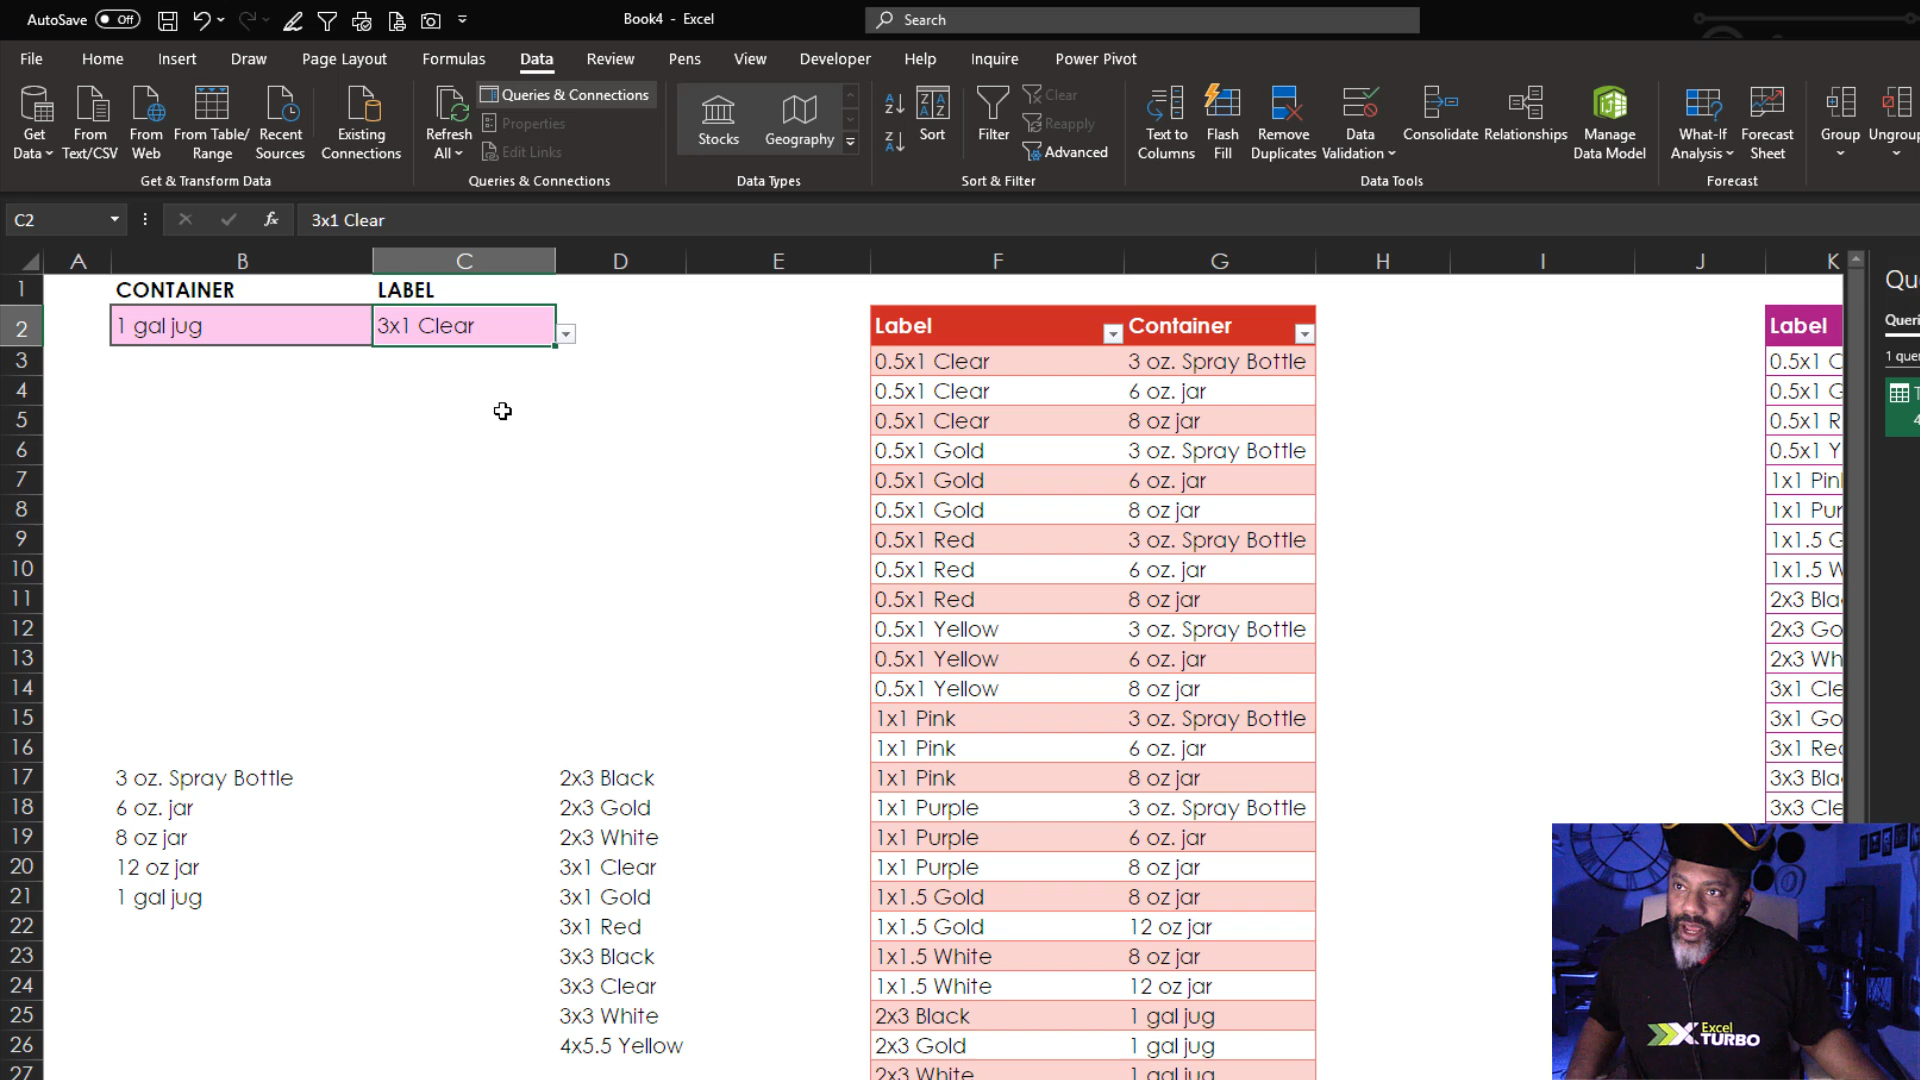 AutoSave Off Book4 - Excel Search
File Home Insert Draw Page Layout Formulas Data Review Pens View Developer Help Inquire Power Pivot
Get Data From Text/CSV From Web From Table/ Range Recent Sources Existing Connections
Get & Transform Data
Refresh All Queries & Connections Properties Edit Links
Queries & Connections
Stocks Geography
Data Types
Sort Filter Clear Reapply Advanced
Sort & Filter
Text to Columns Flash Fill Remove Duplicates Data Validation Consolidate Relationships Manage Data Model
Data Tools
What-If Analysis Forecast Sheet
Forecast
Group Ungroup
C2 fx 3x1 Clear
A B C D E F G H I J K
1 CONTAINER LABEL
2 1 gal jug 3x1 Clear Label Container Label
3 0.5x1 Clear 3 oz. Spray Bottle 0.5x1 C
4 0.5x1 Clear 6 oz. jar 0.5x1 G
5 0.5x1 Clear 8 oz jar 0.5x1 R
6 0.5x1 Gold 3 oz. Spray Bottle 0.5x1 Y
7 0.5x1 Gold 6 oz. jar 1x1 Pin
8 0.5x1 Gold 8 oz jar 1x1 Pur
9 0.5x1 Red 3 oz. Spray Bottle 1x1.5 G
10 0.5x1 Red 6 oz. jar 1x1.5 W
11 0.5x1 Red 8 oz jar 2x3 Bla
12 0.5x1 Yellow 3 oz. Spray Bottle 2x3 Go
13 0.5x1 Yellow 6 oz. jar 2x3 Wh
14 0.5x1 Yellow 8 oz jar 3x1 Cle
15 1x1 Pink 3 oz. Spray Bottle 3x1 Go
16 1x1 Pink 6 oz. jar 3x1 Rec
17 3 oz. Spray Bottle 2x3 Black 1x1 Pink 8 oz jar 3x3 Bla
18 6 oz. jar 2x3 Gold 1x1 Purple 3 oz. Spray Bottle 3x3 Cle
19 8 oz jar 2x3 White 1x1 Purple 6 oz. jar
20 12 oz jar 3x1 Clear 1x1 Purple 8 oz jar
21 1 gal jug 3x1 Gold 1x1.5 Gold 8 oz jar
22 3x1 Red 1x1.5 Gold 12 oz jar
23 3x3 Black 1x1.5 White 8 oz jar
24 3x3 Clear 1x1.5 White 12 oz jar
25 3x3 White 2x3 Black 1 gal jug
26 4x5.5 Yellow 2x3 Gold 1 gal jug
27 2x3 White 1 gal jug
Qu
Queri
1 quer
T
4
Excel
TURBO